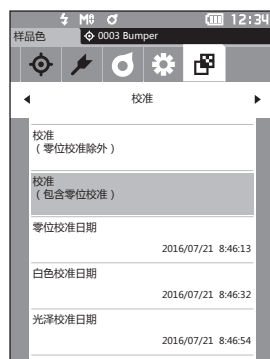 M 12:34
样品色 0003 Bumper
校准
校准
（零位校准除外）
校准
（包含零位校准）
零位校准日期
2016/07/21 8:46:13
白色校准日期
2016/07/21 8:46:32
光泽校准日期
2016/07/21 8:46:54